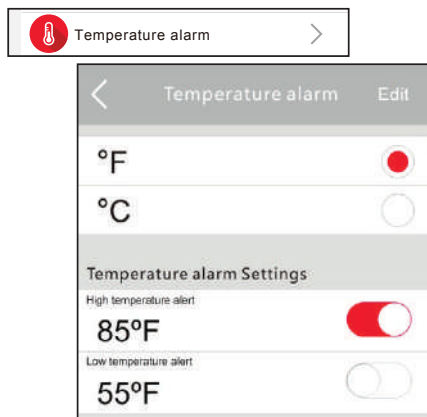 Temperature alarm
Temperature alarm Edit
°F
°C
Temperature alarm Settings
High temperature alert
85ºF
Low temperature alert
55ºF